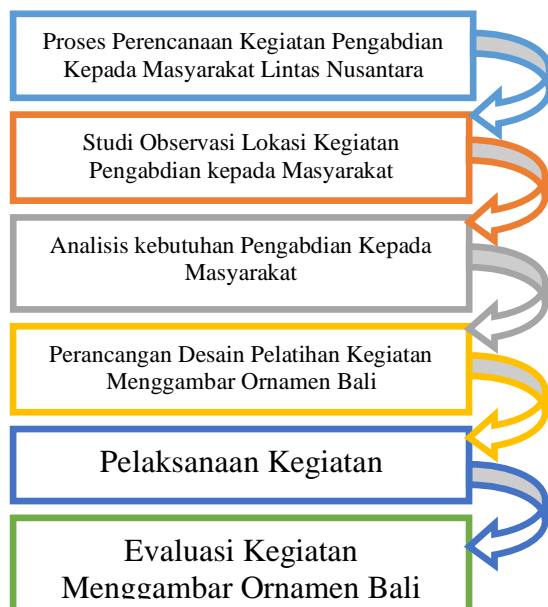 Proses Perencanaan Kegiatan Pengabdian
Kepada Masyarakat Lintas Nusantara
Studi Observasi Lokasi Kegiatan
Pengabdian kepada Masyarakat
Analisis kebutuhan Pengabdian Kepada
Masyarakat
Perancangan Desain Pelatihan Kegiatan
Menggambar Ornamen Bali
Pelaksanaan Kegiatan
Evaluasi Kegiatan
Menggambar Ornamen Bali